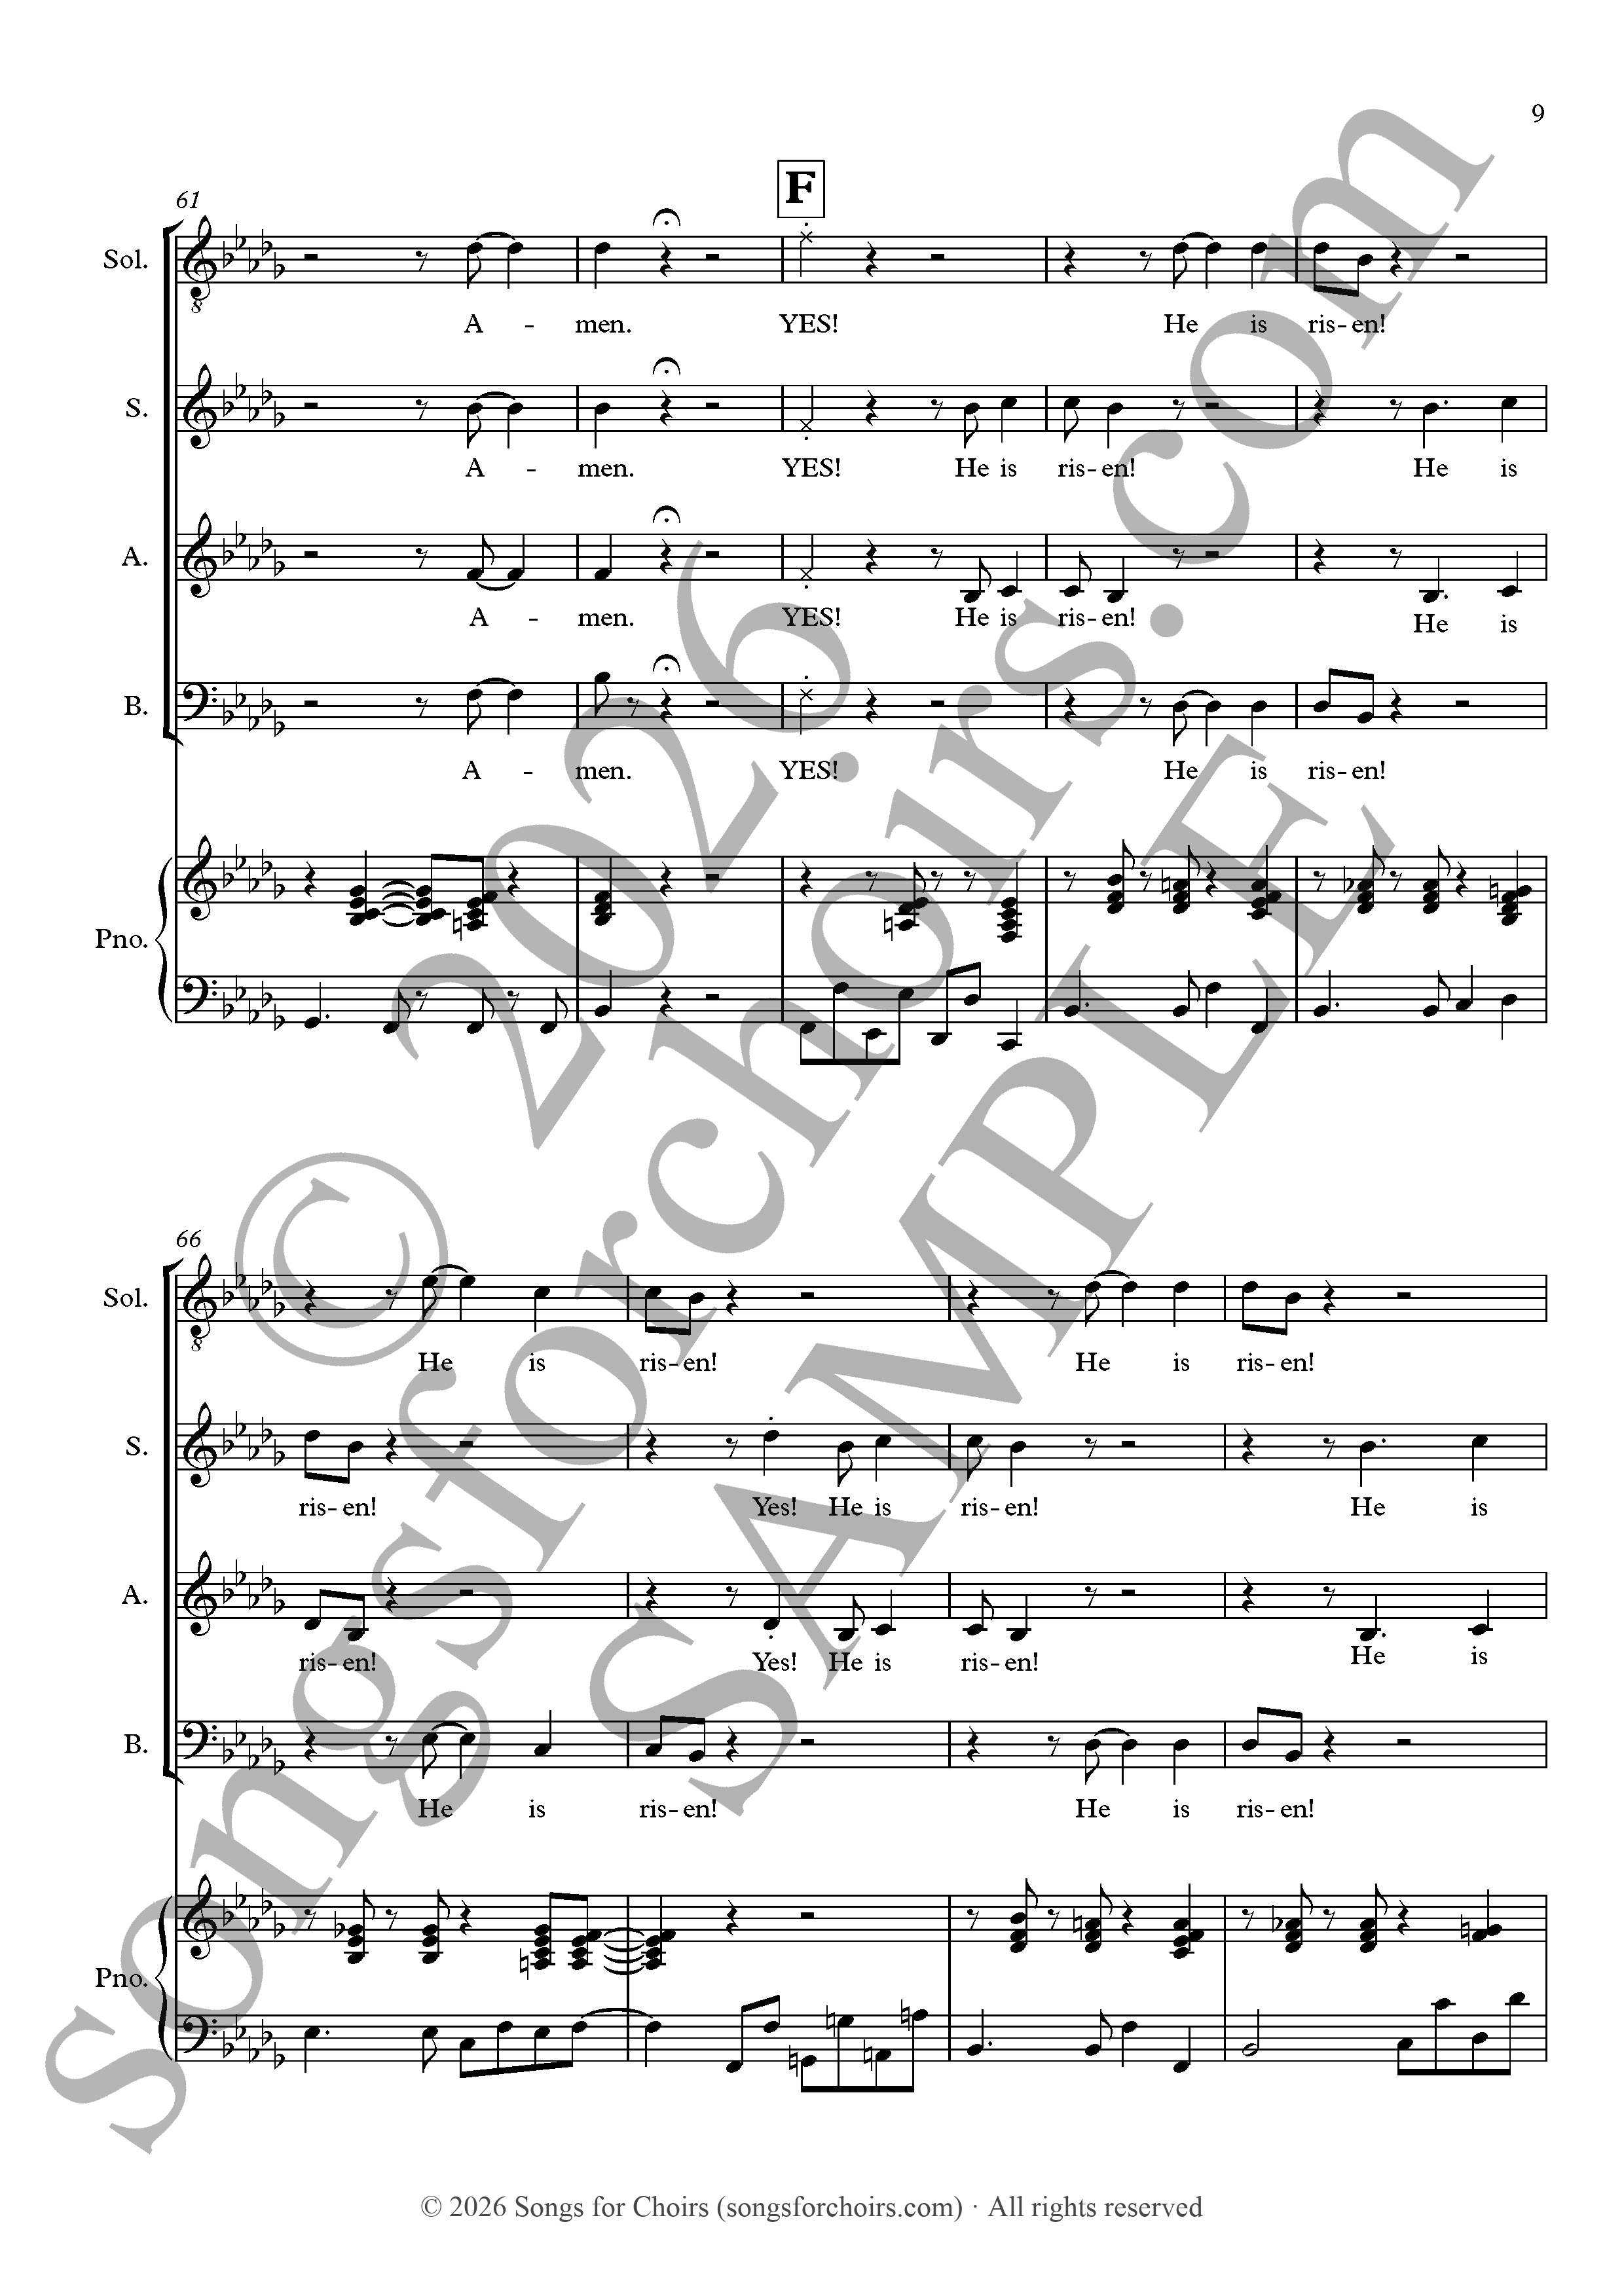 9
F
61
Sol.
A - men. YES! He is ris-en!
S.
A - men. YES! He is ris-en! He is
A.
A - men. YES! He is ris-en! He is
B.
A - men. YES! He is ris-en!
Pno.
66
Sol.
He is ris-en! He is ris-en!
S.
ris-en! Yes! He is ris-en! He is
A.
ris-en! Yes! He is ris-en! He is
B.
He is ris-en! He is ris-en!
Pno.
© 2026
songsforchoirs.com
SAMPLE
© 2026 Songs for Choirs (songsforchoirs.com) · All rights reserved